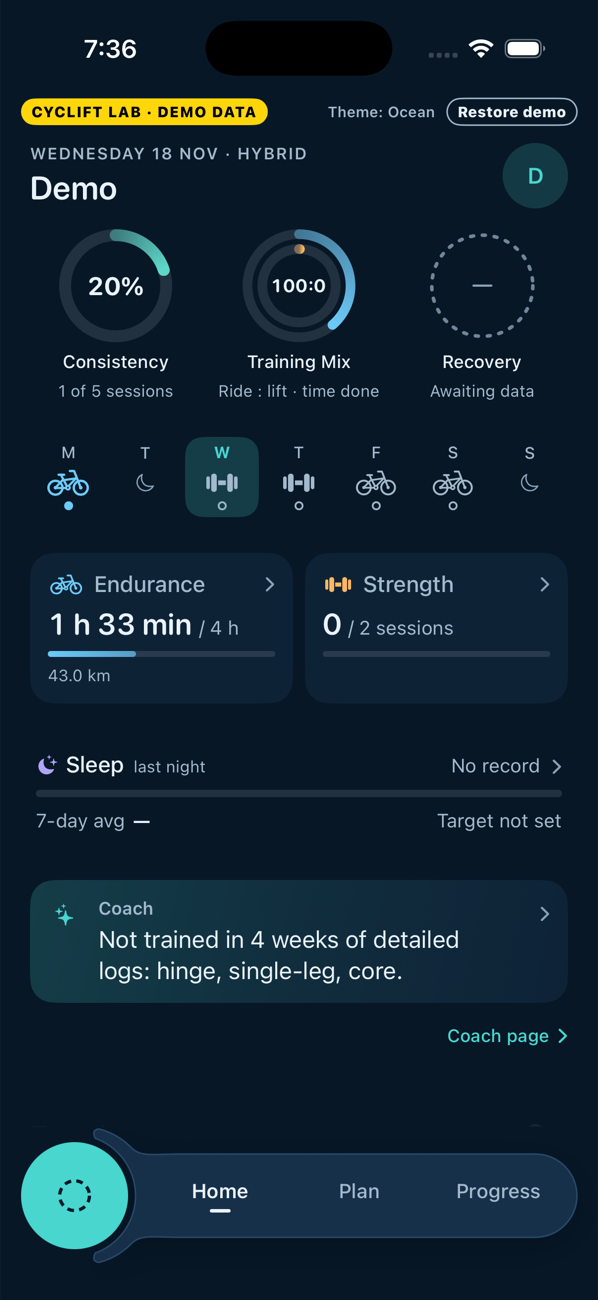 7:36
CYCLIFT LAB · DEMO DATA
Theme: Ocean
Restore demo
WEDNESDAY 18 NOV · HYBRID
Demo
D
20%
100:0
—
Consistency
Training Mix
Recovery
1 of 5 sessions
Ride : lift · time done
Awaiting data
M T W T F S S
Endurance
1 h 33 min / 4 h
43.0 km
Strength
0 / 2 sessions
Sleep last night
No record
7-day avg —
Target not set
Coach
Not trained in 4 weeks of detailed
logs: hinge, single-leg, core.
Coach page
Home
Plan
Progress